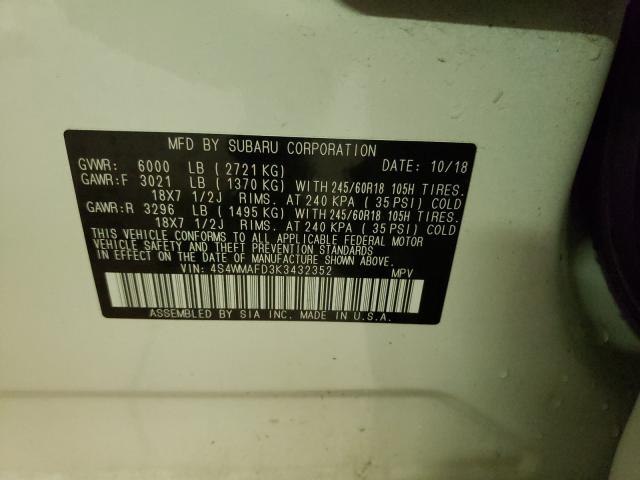 MFD BY SUBARU CORPORATION
GVWR: 6000 LB ( 2721 KG) DATE: 10/18
GAWR:F 3021 LB ( 1370 KG) WITH 245/60R18 105H TIRES.
18X7 1/2J RIMS. AT 240 KPA ( 35 PSI) COLD
GAWR:R 3296 LB ( 1495 KG) WITH 245/60R18 105H TIRES.
18X7 1/2J RIMS. AT 240 KPA ( 35 PSI) COLD
THIS VEHICLE CONFORMS TO ALL APPLICABLE FEDERAL MOTOR
VEHICLE SAFETY AND THEFT PREVENTION STANDARDS
IN EFFECT ON THE DATE OF MANUFACTURE SHOWN ABOVE.
VIN: 4S4WMAFD3K3432352 MPV
ASSEMBLED BY SIA INC. MADE IN U.S.A.